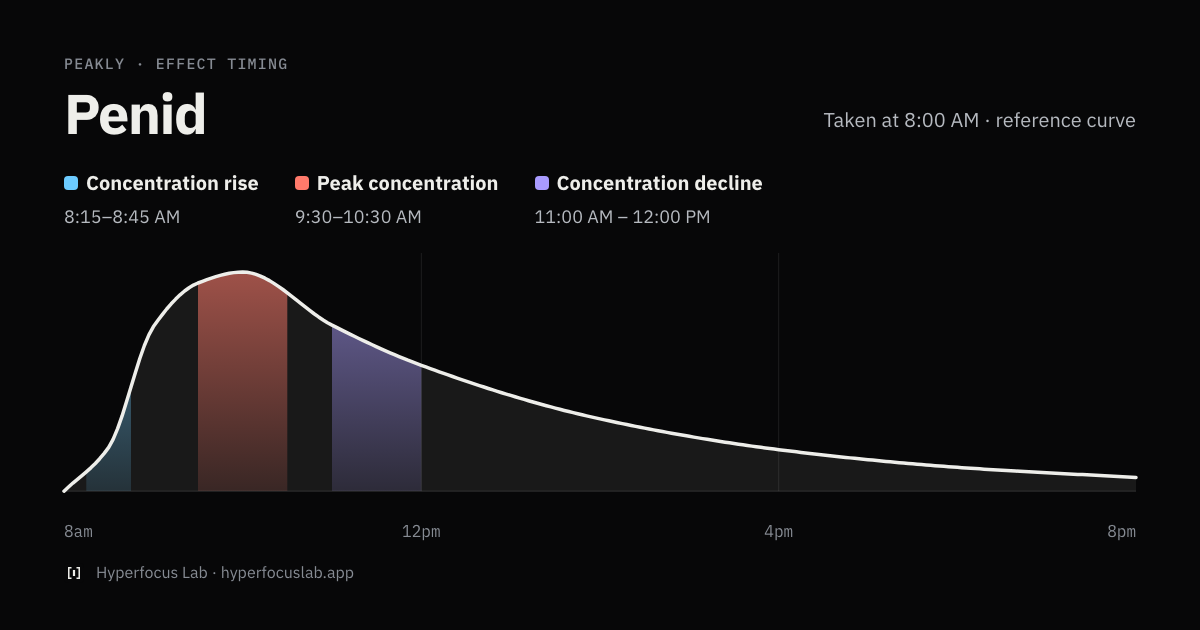 PEAKLY · EFFECT TIMING
Penid
Taken at 8:00 AM · reference curve
Concentration rise
8:15–8:45 AM
Peak concentration
9:30–10:30 AM
Concentration decline
11:00 AM – 12:00 PM
8am 12pm 4pm 8pm
Hyperfocus Lab · hyperfocuslab.app